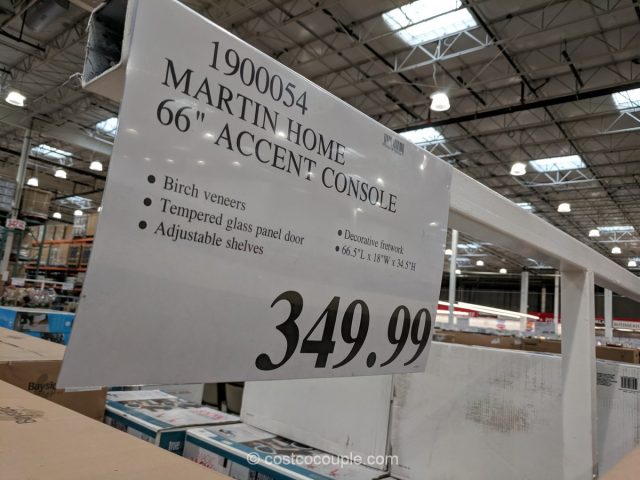 1900054
MARTIN HOME
66" ACCENT CONSOLE
• Birch veneers
• Tempered glass panel door
• Adjustable shelves
• Decorative fretwork
• 66.5"L x 18"W x 34.5"H
349.99
© costcocouple.com